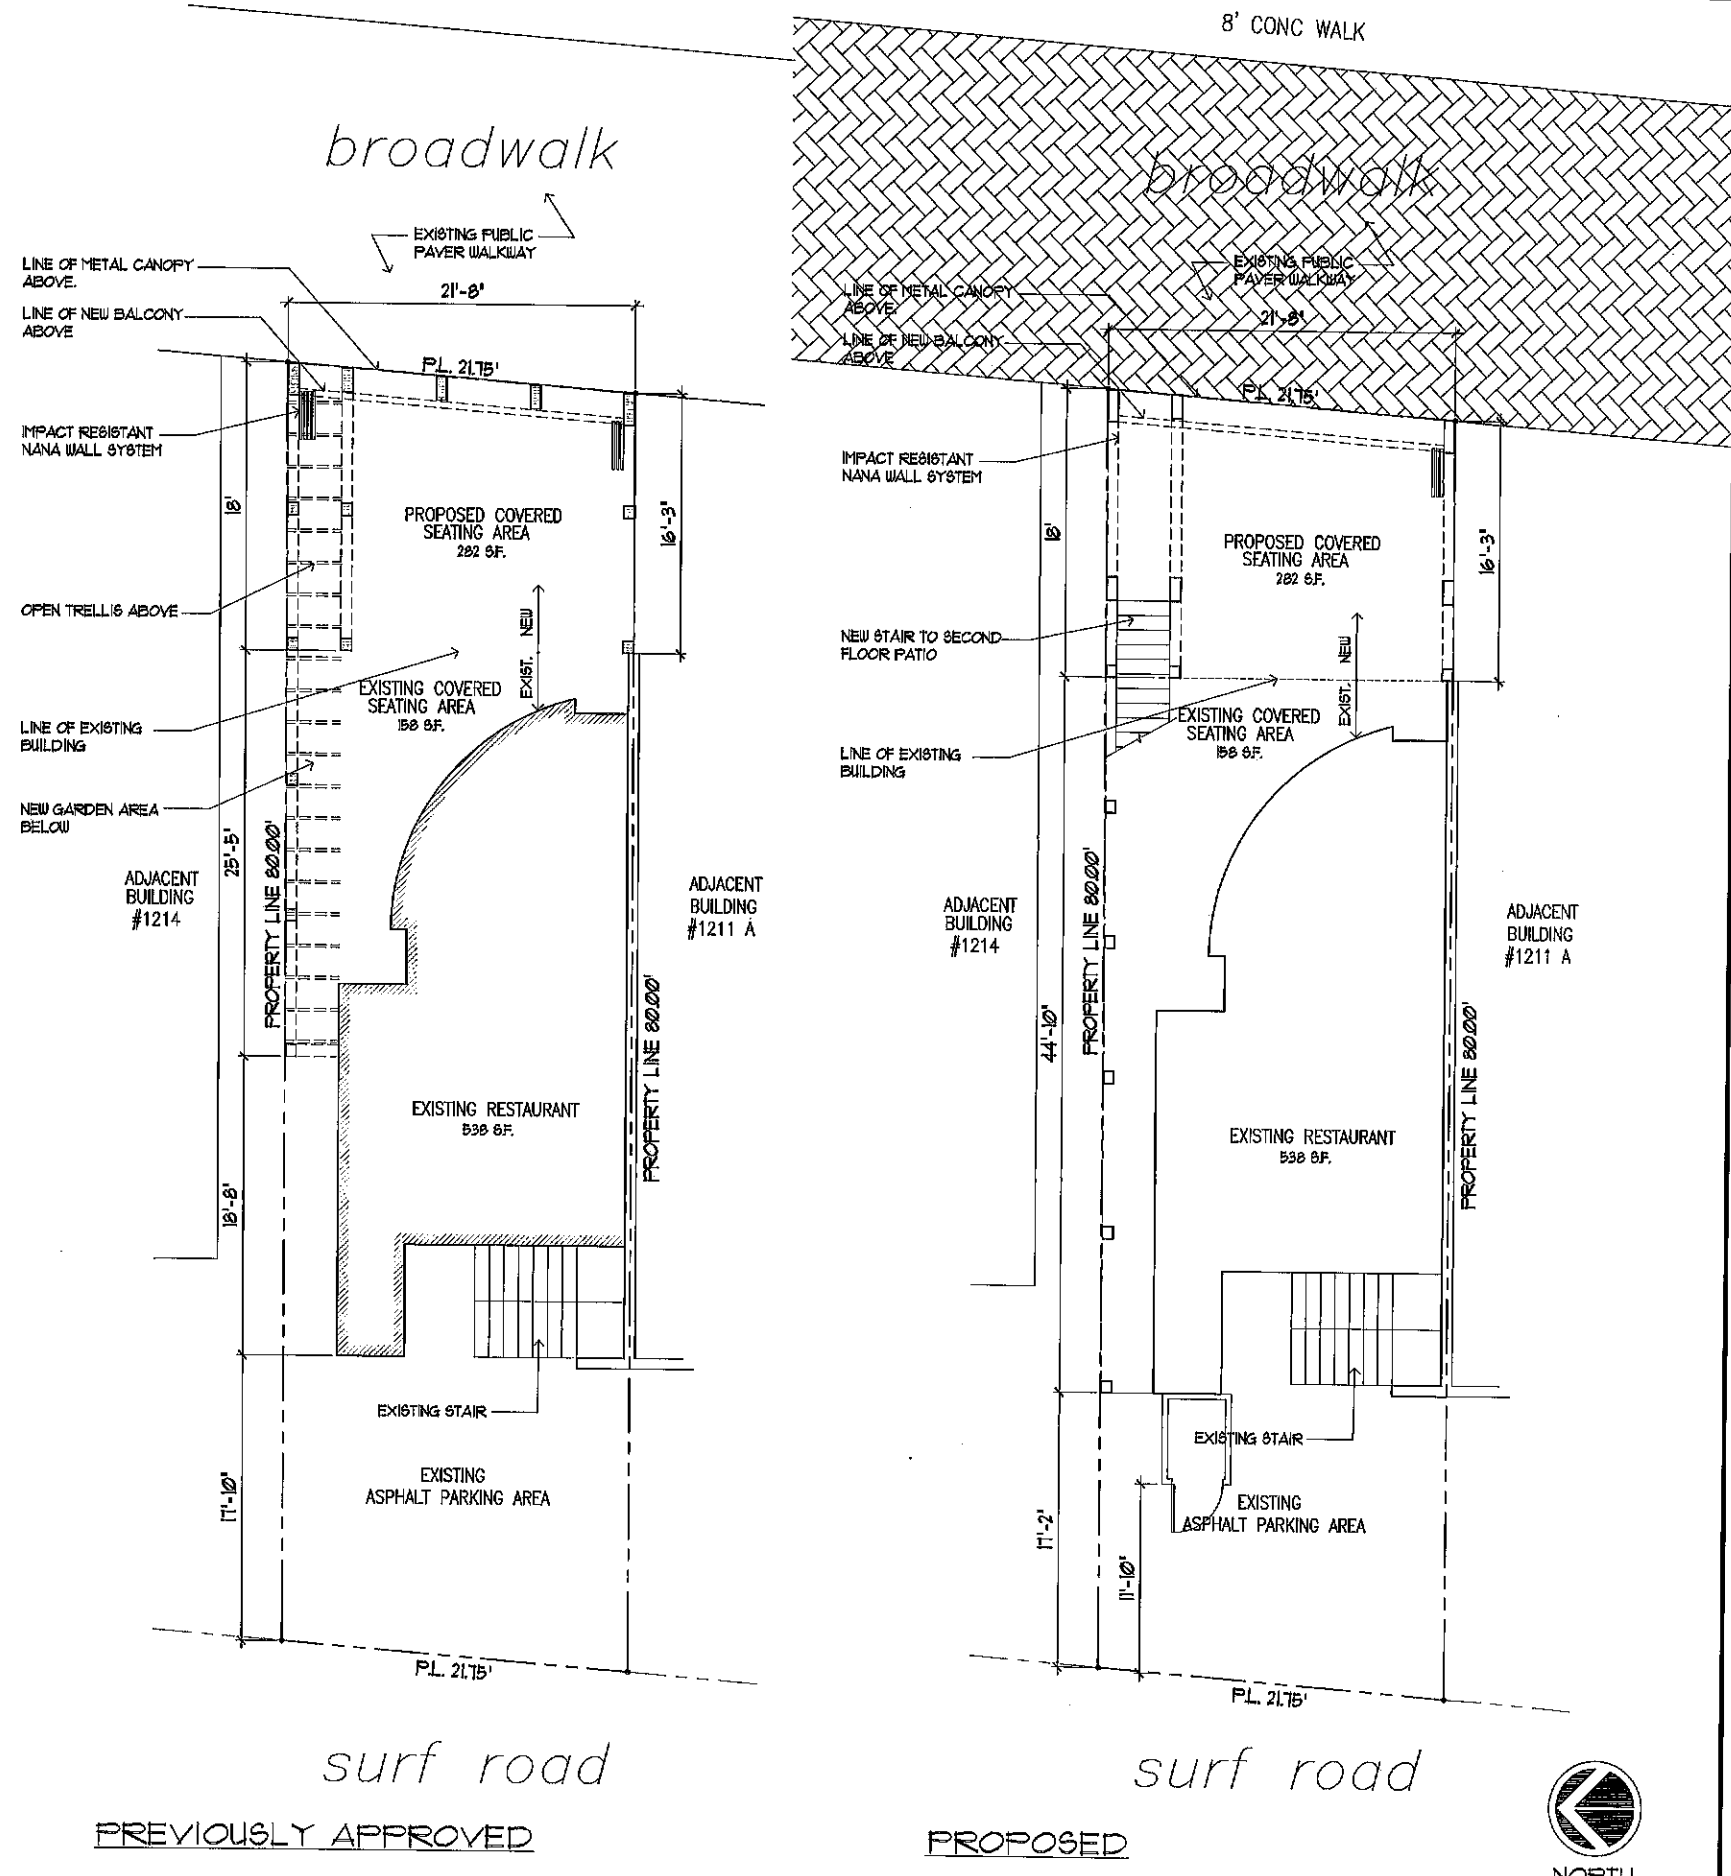 8' CONC WALK
broadwalk
EXISTING PUBLIC
PAVER WALKWAY
LINE OF METAL CANOPY
ABOVE.
21'-8"
LINE OF NEW BALCONY
ABOVE
P.L. 21.75'
IMPACT RESISTANT
NANA WALL SYSTEM
18'
16'-3"
PROPOSED COVERED
SEATING AREA
282 S.F.
OPEN TRELLIS ABOVE
NEW
EXIST.
EXISTING COVERED
SEATING AREA
158 S.F.
LINE OF EXISTING
BUILDING
NEW GARDEN AREA
BELOW
25'-5"
PROPERTY LINE 80.00'
ADJACENT
BUILDING
#1214
ADJACENT
BUILDING
#1211 A
PROPERTY LINE 80.00'
EXISTING RESTAURANT
538 S.F.
18'-8"
EXISTING STAIR
EXISTING
ASPHALT PARKING AREA
17'-10"
P.L. 21.75'
surf road
PREVIOUSLY APPROVED
broadwalk
EXISTING PUBLIC
PAVER WALKWAY
LINE OF METAL CANOPY
ABOVE.
21'-8"
LINE OF NEW BALCONY
ABOVE
P.L. 21.75'
IMPACT RESISTANT
NANA WALL SYSTEM
18'
16'-3"
PROPOSED COVERED
SEATING AREA
282 S.F.
NEW STAIR TO SECOND
FLOOR PATIO
NEW
EXIST.
EXISTING COVERED
SEATING AREA
158 S.F.
LINE OF EXISTING
BUILDING
PROPERTY LINE 80.00'
ADJACENT
BUILDING
#1214
ADJACENT
BUILDING
#1211 A
44'-10"
PROPERTY LINE 80.00'
EXISTING RESTAURANT
538 S.F.
EXISTING STAIR
EXISTING
ASPHALT PARKING AREA
17'-2"
11'-10"
P.L. 21.75'
surf road
PROPOSED
NORTH